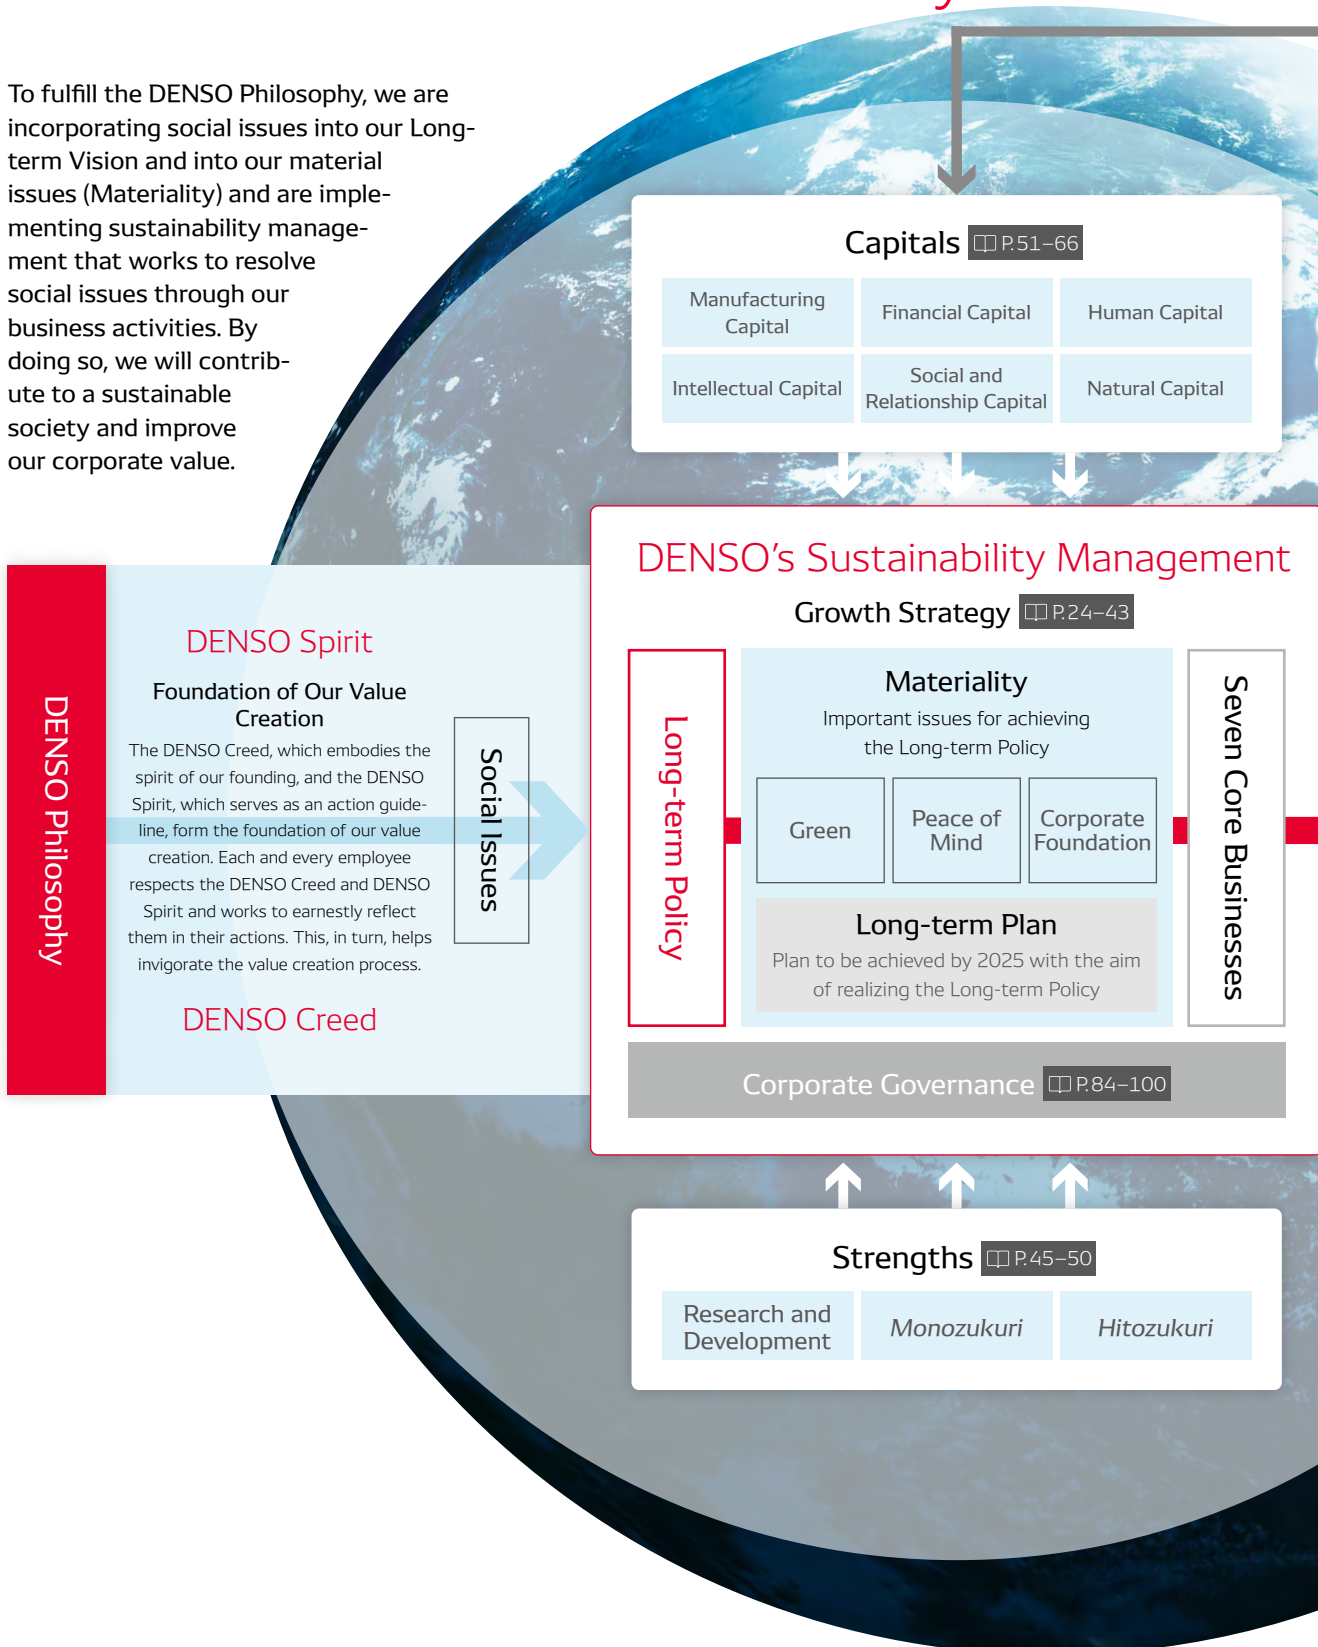 To fulfill the DENSO Philosophy, we are
incorporating social issues into our Long-
term Vision and into our material
issues (Materiality) and are imple-
menting sustainability manage-
ment that works to resolve
social issues through our
business activities. By
doing so, we will contrib-
ute to a sustainable
society and improve
our corporate value.
Capitals P.51–66
Manufacturing
Capital
Financial Capital
Human Capital
Intellectual Capital
Social and
Relationship Capital
Natural Capital
DENSO Philosophy
DENSO Spirit
Foundation of Our Value
Creation
The DENSO Creed, which embodies the
spirit of our founding, and the DENSO
Spirit, which serves as an action guide-
line, form the foundation of our value
creation. Each and every employee
respects the DENSO Creed and DENSO
Spirit and works to earnestly reflect
them in their actions. This, in turn, helps
invigorate the value creation process.
DENSO Creed
Social Issues
DENSO's Sustainability Management
Growth Strategy P.24–43
Long-term Policy
Materiality
Important issues for achieving
the Long-term Policy
Green
Peace of
Mind
Corporate
Foundation
Long-term Plan
Plan to be achieved by 2025 with the aim
of realizing the Long-term Policy
Seven Core Businesses
Corporate Governance P.84–100
Strengths P.45–50
Research and
Development
Monozukuri
Hitozukuri